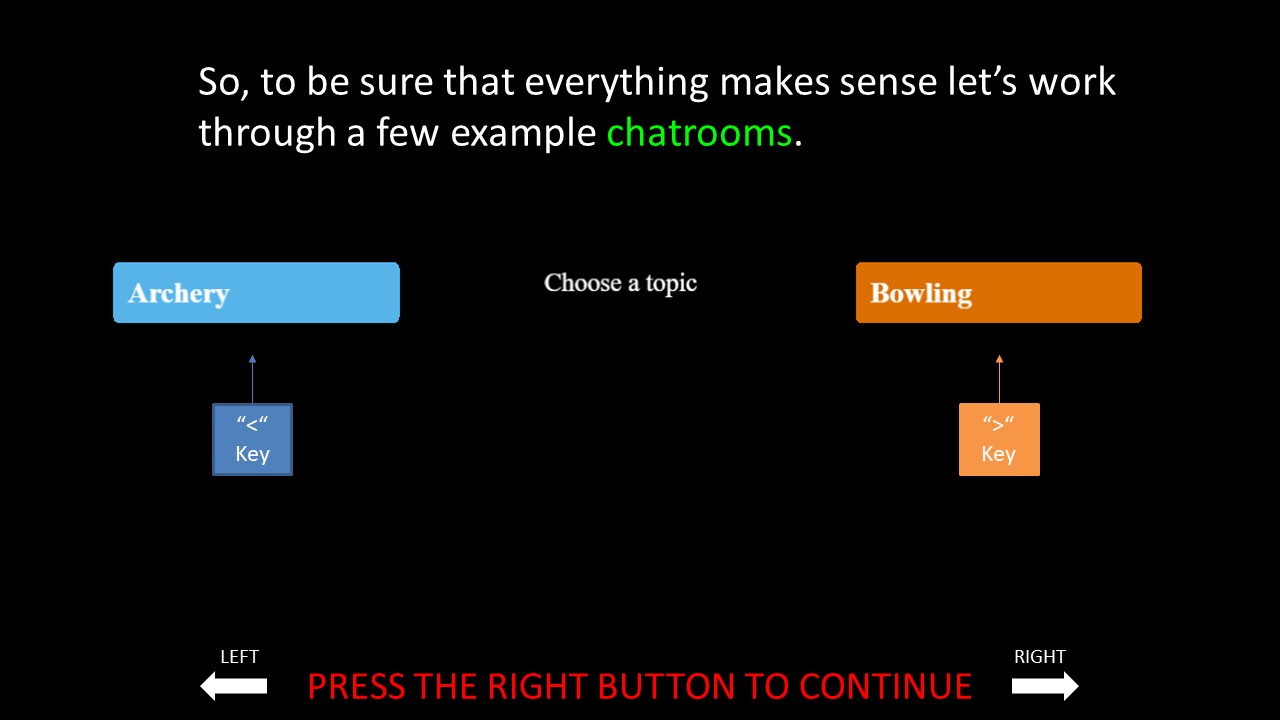 So, to be sure that everything makes sense let’s work
through a few example chatrooms.
Archery
Choose a topic
Bowling
“<“
Key
“>“
Key
LEFT
RIGHT
PRESS THE RIGHT BUTTON TO CONTINUE